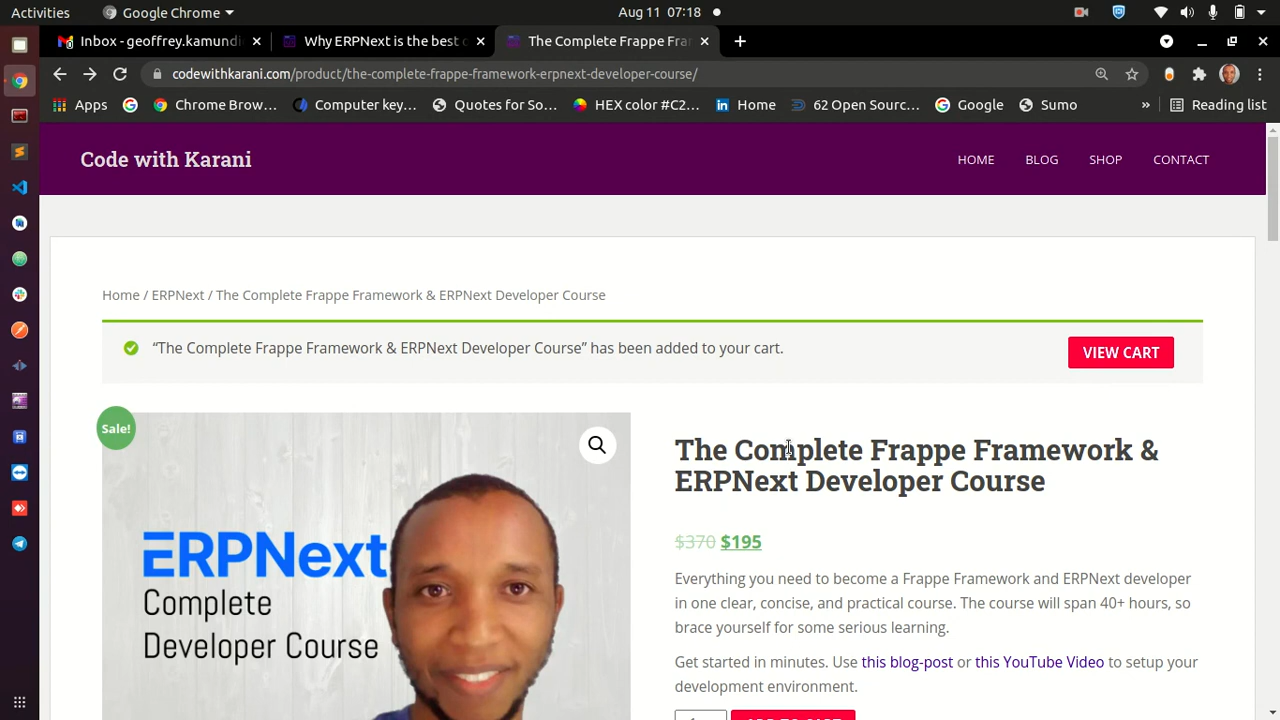 Activities
Google Chrome
Aug 11 07:18
Inbox - geoffrey.kamundi
Why ERPNext is the best
The Complete Frappe Fra
codewithkarani.com/product/the-complete-frappe-framework-erpnext-developer-course/
Apps
Chrome Brow...
Computer key...
Quotes for So...
HEX color #C2...
Home
62 Open Sourc...
Google
Sumo
»
Reading list
Code with Karani
HOME
BLOG
SHOP
CONTACT
Home / ERPNext / The Complete Frappe Framework & ERPNext Developer Course
“The Complete Frappe Framework & ERPNext Developer Course” has been added to your cart.
VIEW CART
Sale!
ERPNext
Complete
Developer Course
The Complete Frappe Framework &
ERPNext Developer Course
$370 $195
Everything you need to become a Frappe Framework and ERPNext developer
in one clear, concise, and practical course. The course will span 40+ hours, so
brace yourself for some serious learning.
Get started in minutes. Use this blog-post or this YouTube Video to setup your
development environment.